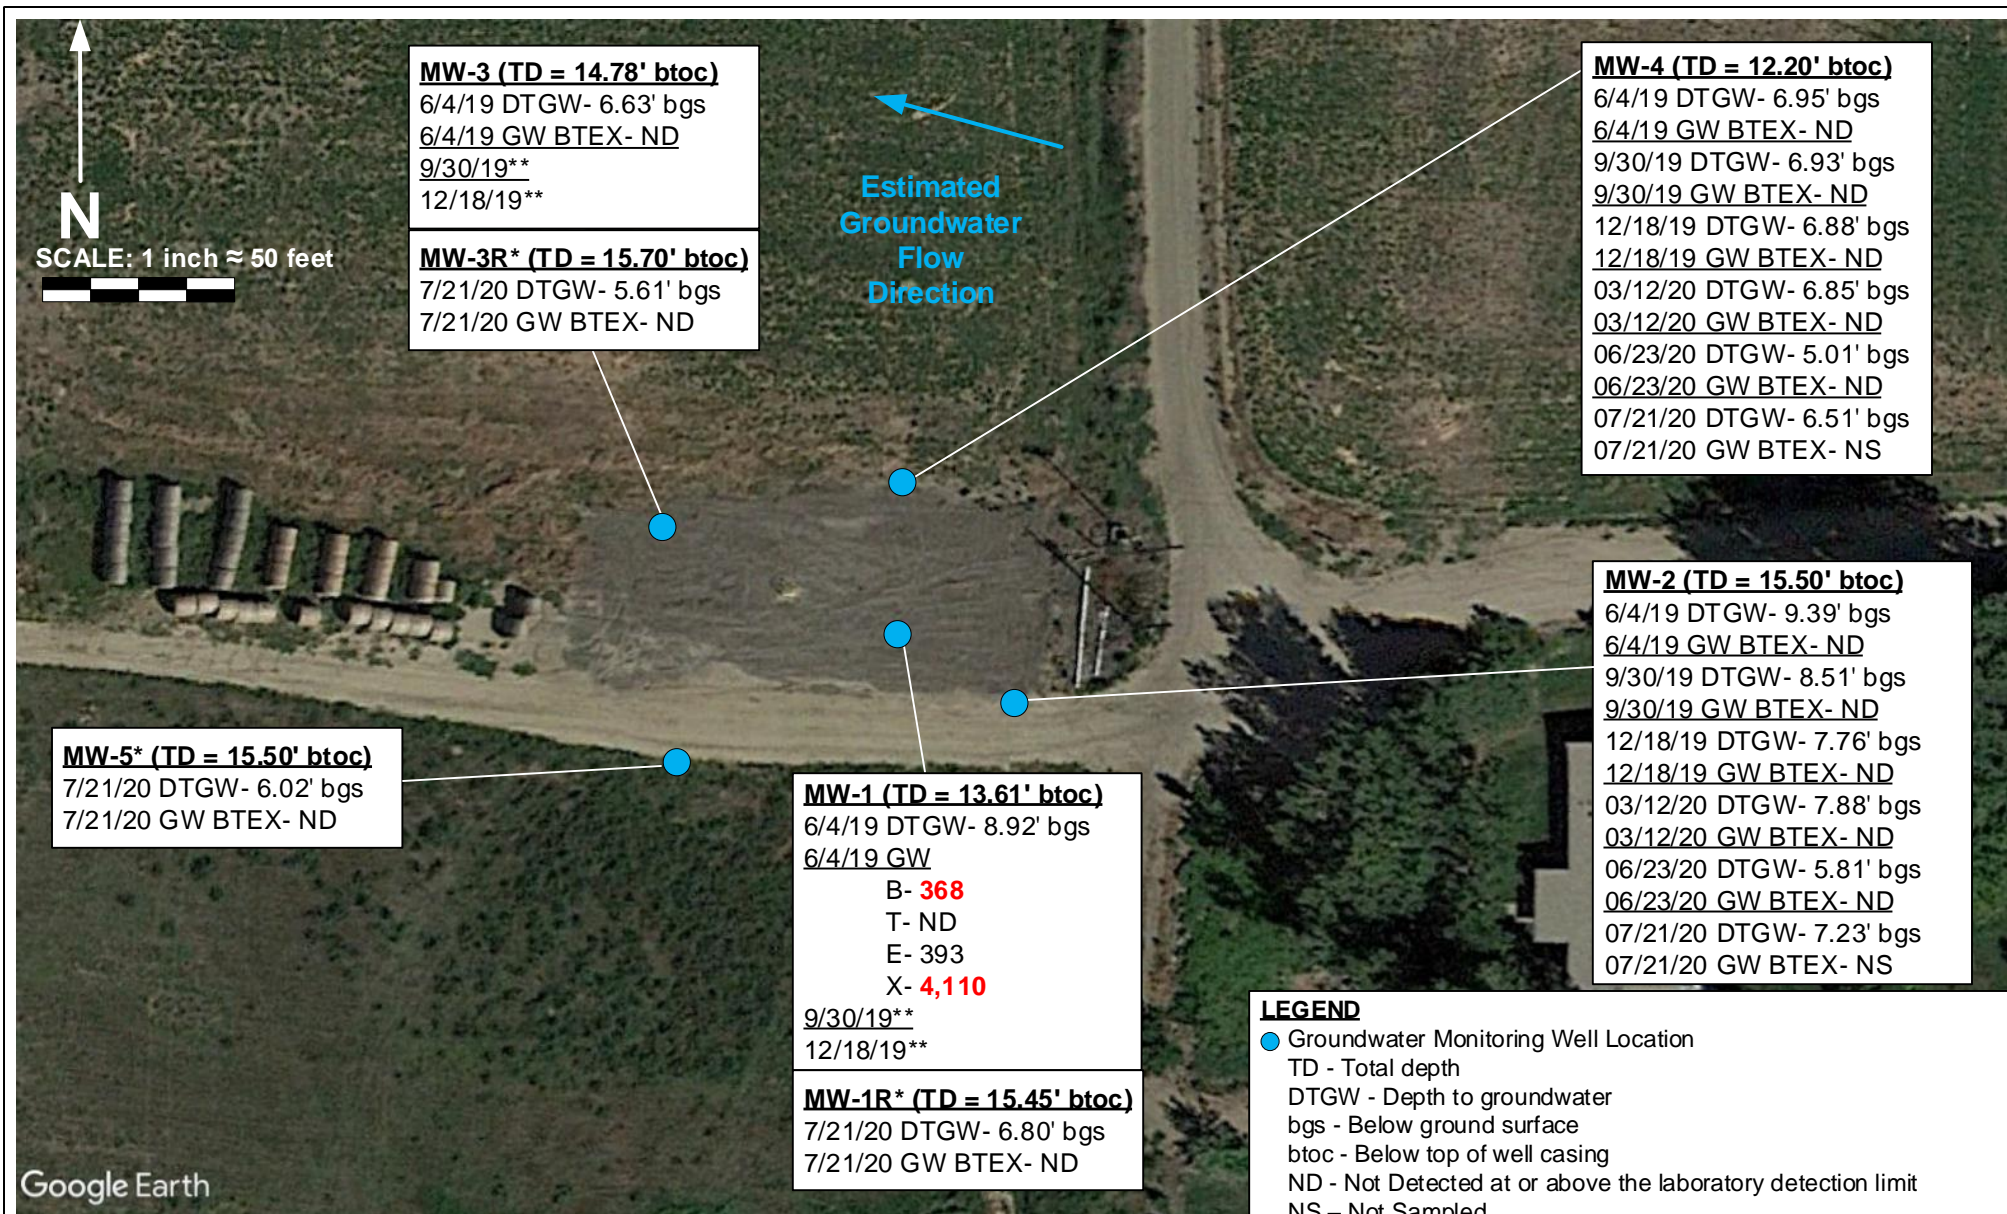 N
SCALE: 1 inch ≈ 50 feet
MW-3 (TD = 14.78' btoc)
6/4/19 DTGW- 6.63' bgs
6/4/19 GW BTEX- ND
9/30/19**
12/18/19**
MW-3R* (TD = 15.70' btoc)
7/21/20 DTGW- 5.61' bgs
7/21/20 GW BTEX- ND
Estimated
Groundwater
Flow
Direction
MW-4 (TD = 12.20' btoc)
6/4/19 DTGW- 6.95' bgs
6/4/19 GW BTEX- ND
9/30/19 DTGW- 6.93' bgs
9/30/19 GW BTEX- ND
12/18/19 DTGW- 6.88' bgs
12/18/19 GW BTEX- ND
03/12/20 DTGW- 6.85' bgs
03/12/20 GW BTEX- ND
06/23/20 DTGW- 5.01' bgs
06/23/20 GW BTEX- ND
07/21/20 DTGW- 6.51' bgs
07/21/20 GW BTEX- NS
MW-2 (TD = 15.50' btoc)
6/4/19 DTGW- 9.39' bgs
6/4/19 GW BTEX- ND
9/30/19 DTGW- 8.51' bgs
9/30/19 GW BTEX- ND
12/18/19 DTGW- 7.76' bgs
12/18/19 GW BTEX- ND
03/12/20 DTGW- 7.88' bgs
03/12/20 GW BTEX- ND
06/23/20 DTGW- 5.81' bgs
06/23/20 GW BTEX- ND
07/21/20 DTGW- 7.23' bgs
07/21/20 GW BTEX- NS
MW-5* (TD = 15.50' btoc)
7/21/20 DTGW- 6.02' bgs
7/21/20 GW BTEX- ND
MW-1 (TD = 13.61' btoc)
6/4/19 DTGW- 8.92' bgs
6/4/19 GW
B- 368
T- ND
E- 393
X- 4,110
9/30/19**
12/18/19**
MW-1R* (TD = 15.45' btoc)
7/21/20 DTGW- 6.80' bgs
7/21/20 GW BTEX- ND
LEGEND
Groundwater Monitoring Well Location
TD - Total depth
DTGW - Depth to groundwater
bgs - Below ground surface
btoc - Below top of well casing
ND - Not Detected at or above the laboratory detection limit
NS – Not Sampled
Google Earth